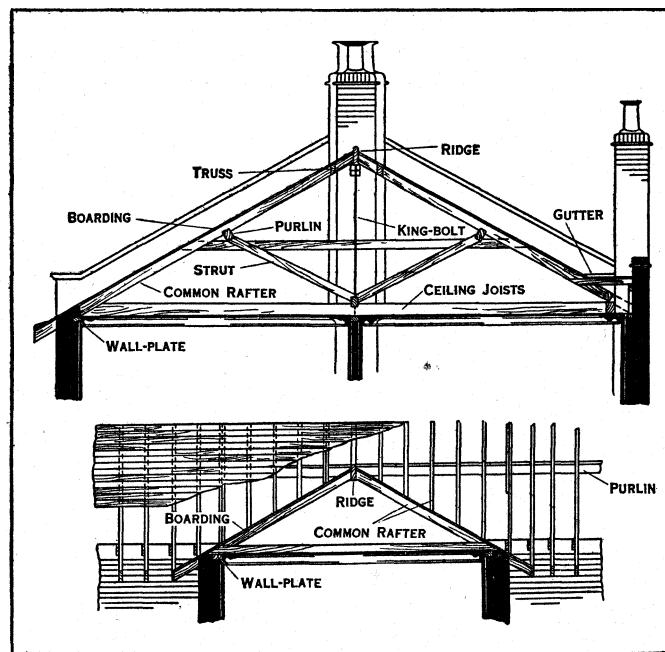 RIDGE
TRUSS
BOARDING
GUTTER
PURLIN
KING-BOLT
STRUT
COMMON RAFTER
CEILING JOISTS
WALL-PLATE
PURLIN
RIDGE
BOARDING
COMMON RAFTER
WALL-PLATE